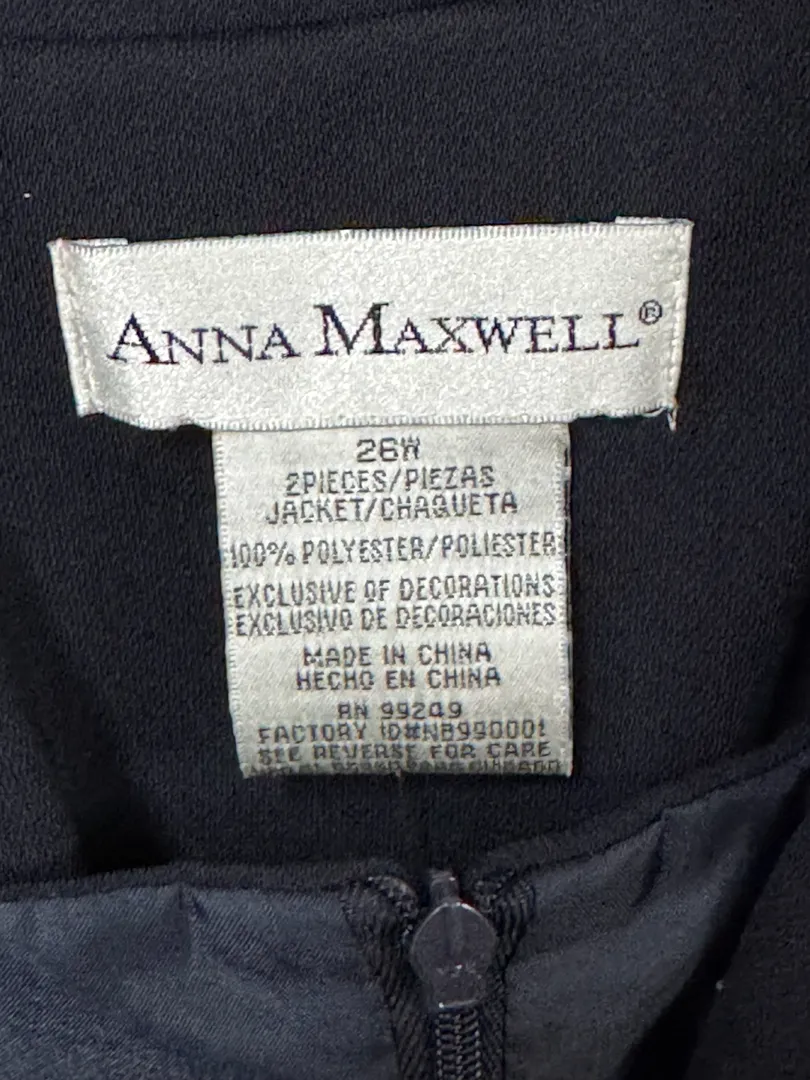 ANNA MAXWELL®
26W
2PIECES/PIEZAS
JACKET/CHAQUETA
100% POLYESTER/POLIESTER
EXCLUSIVE OF DECORATIONS
EXCLUSIVO DE DECORACIONES
MADE IN CHINA
HECHO EN CHINA
RN 99249
FACTORY ID#NB990001
SEE REVERSE FOR CARE